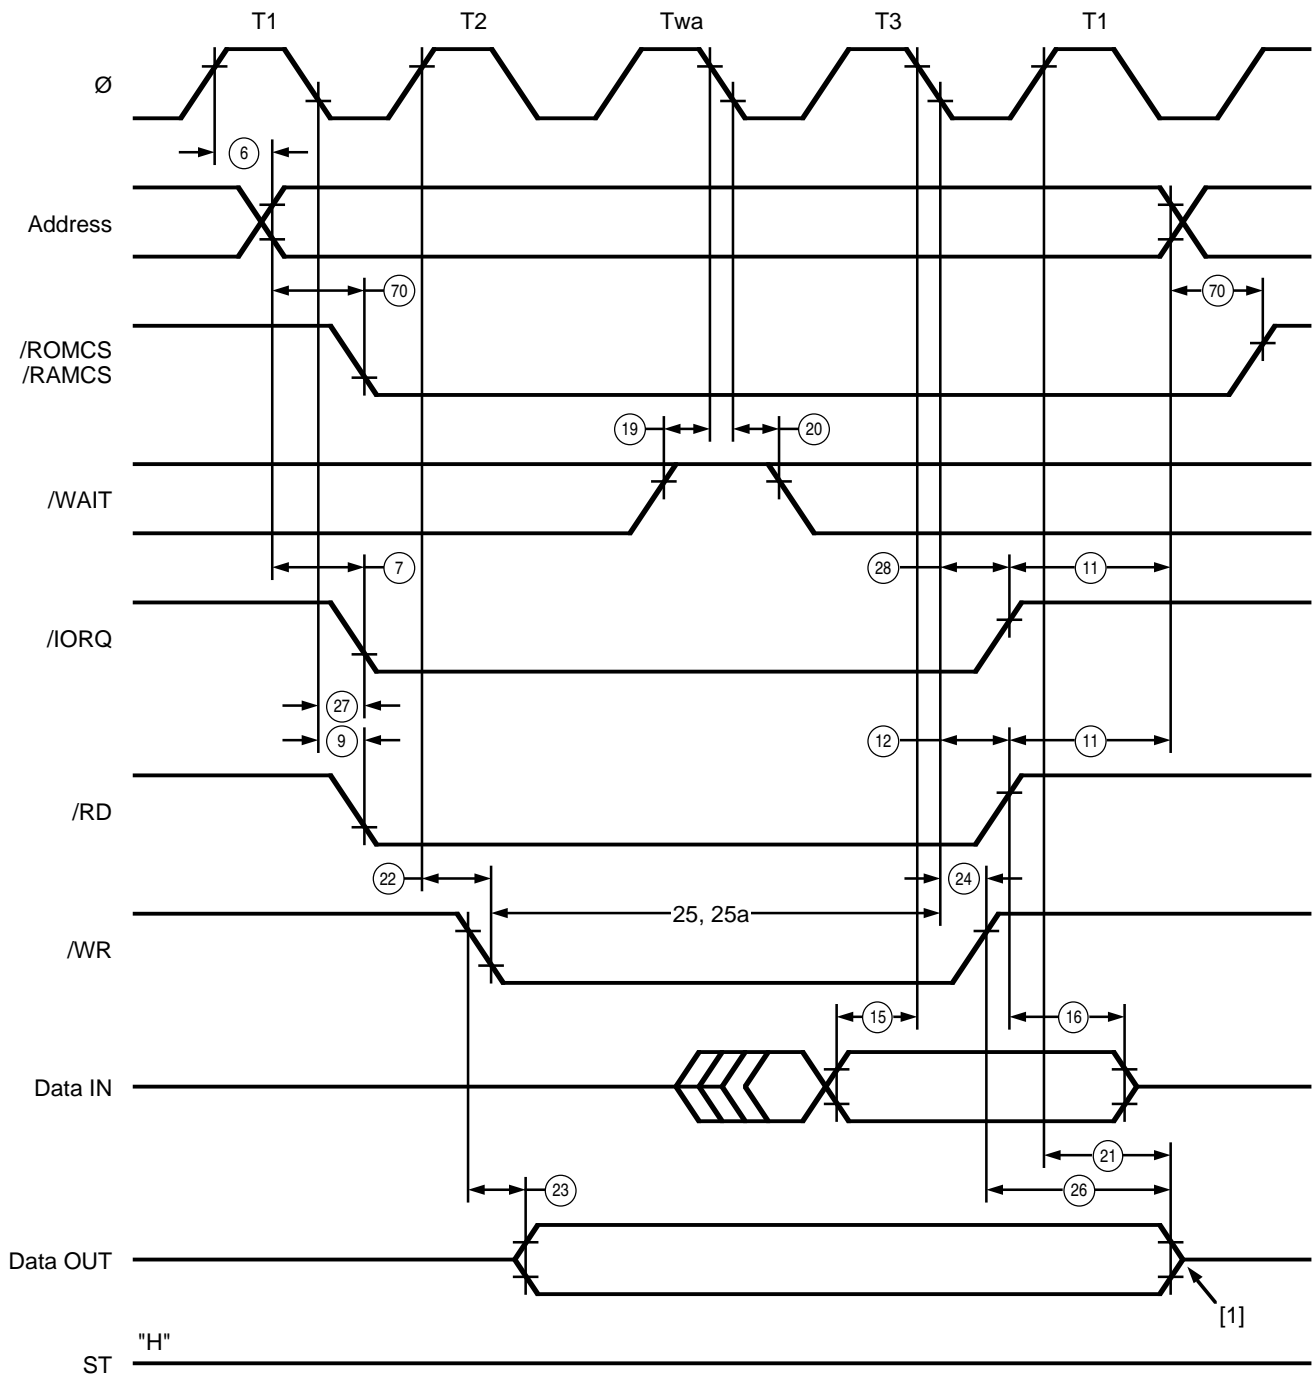 T1 T2 Twa T3 T1
Ø
6
Address
70 70
/ROMCS
/RAMCS
19 20
/WAIT
7 28 11
/IORQ
27
9 12 11
/RD
22 24
25, 25a
/WR
15 16
Data IN
21
23 26
Data OUT
[1]
"H"
ST